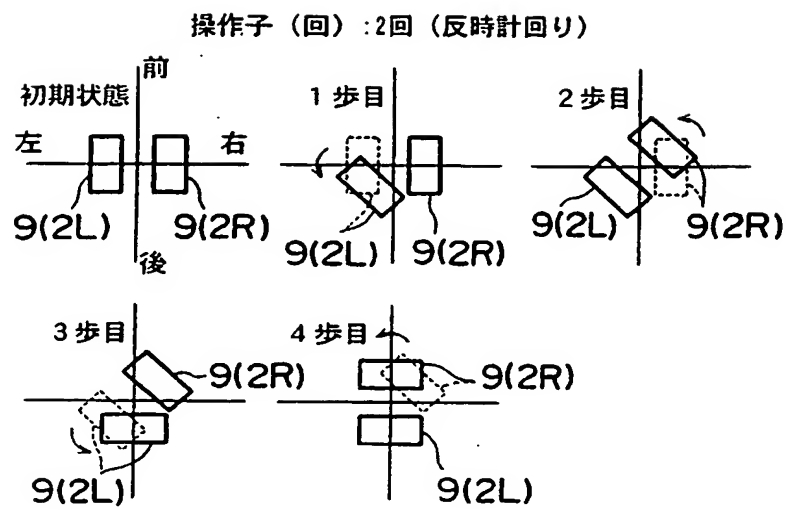 操作子（回）:2回（反時計回り）
前
初期状態
左 右
9(2L) 9(2R)
後
1歩目
9(2L) 9(2R)
2歩目
9(2L) 9(2R)
3歩目
9(2R)
9(2L)
4歩目
9(2R)
9(2L)